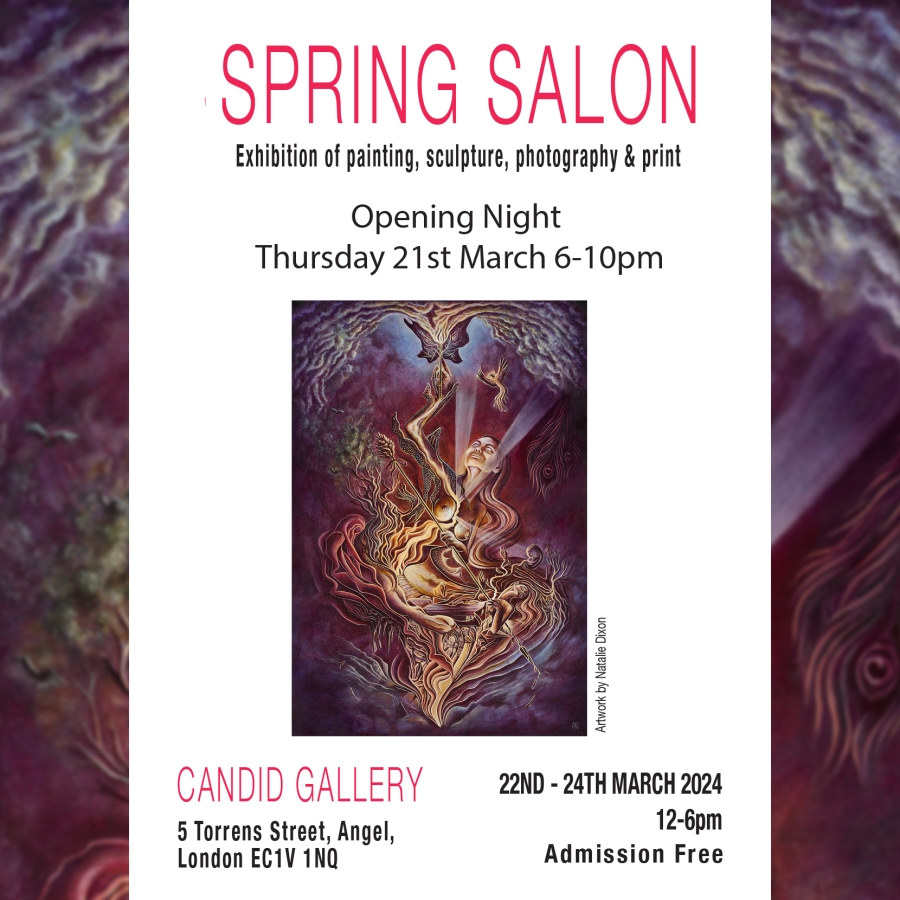 SPRING SALON
Exhibition of painting, sculpture, photography & print
Opening Night
Thursday 21st March 6-10pm
Artwork by Natalie Dixon
CANDID GALLERY
5 Torrens Street, Angel,
London EC1V 1NQ
22ND - 24TH MARCH 2024
12-6pm
Admission Free